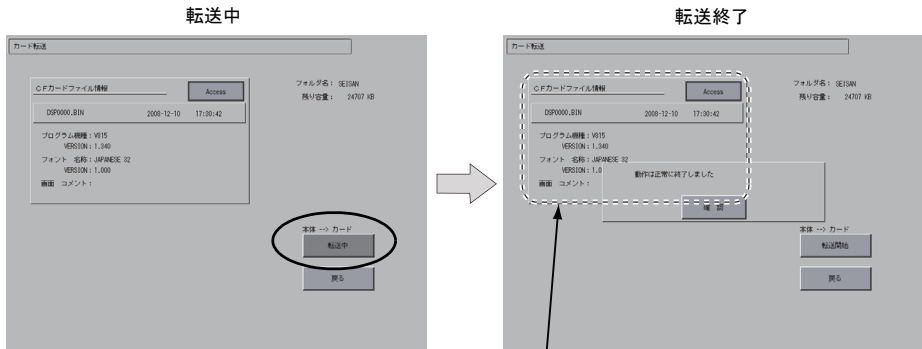 転送中
カード転送
CFカードファイル情報
Access
DSP0000.BIN 2008-12-10 17:30:42
プログラム機種：V815
VERSION：1.340
フォント 名称：JAPANESE 32
VERSION：1.000
画面 コメント：
フォルダ名： SEISAN
残り容量： 24707 KB
本体 --> カード
転送中
戻る
転送終了
カード転送
CFカードファイル情報
Access
DSP0000.BIN 2008-12-10 17:30:42
プログラム機種：V815
VERSION：1.340
フォント 名称：JAPANESE 32
VERSION：1.0
画面 コメント：
動作は正常に終了しました
確 認
フォルダ名： SEISAN
残り容量： 24707 KB
本体 --> カード
転送開始
戻る